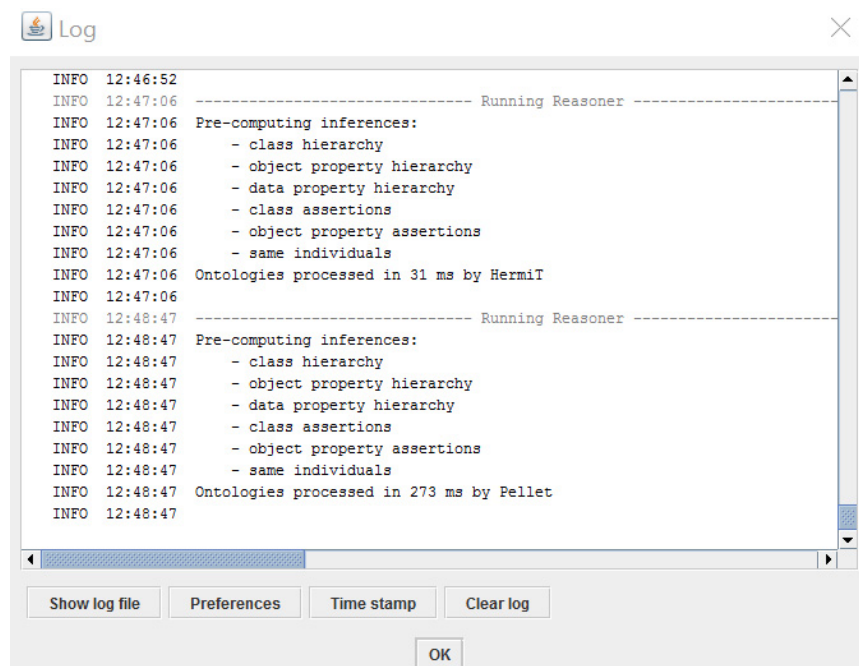 Log
INFO 12:46:52
INFO 12:47:06 ------------------------------- Running Reasoner -----------------------
INFO 12:47:06 Pre-computing inferences:
INFO 12:47:06 - class hierarchy
INFO 12:47:06 - object property hierarchy
INFO 12:47:06 - data property hierarchy
INFO 12:47:06 - class assertions
INFO 12:47:06 - object property assertions
INFO 12:47:06 - same individuals
INFO 12:47:06 Ontologies processed in 31 ms by HermiT
INFO 12:47:06
INFO 12:48:47 ------------------------------- Running Reasoner -----------------------
INFO 12:48:47 Pre-computing inferences:
INFO 12:48:47 - class hierarchy
INFO 12:48:47 - object property hierarchy
INFO 12:48:47 - data property hierarchy
INFO 12:48:47 - class assertions
INFO 12:48:47 - object property assertions
INFO 12:48:47 - same individuals
INFO 12:48:47 Ontologies processed in 273 ms by Pellet
INFO 12:48:47
Show log file Preferences Time stamp Clear log
OK